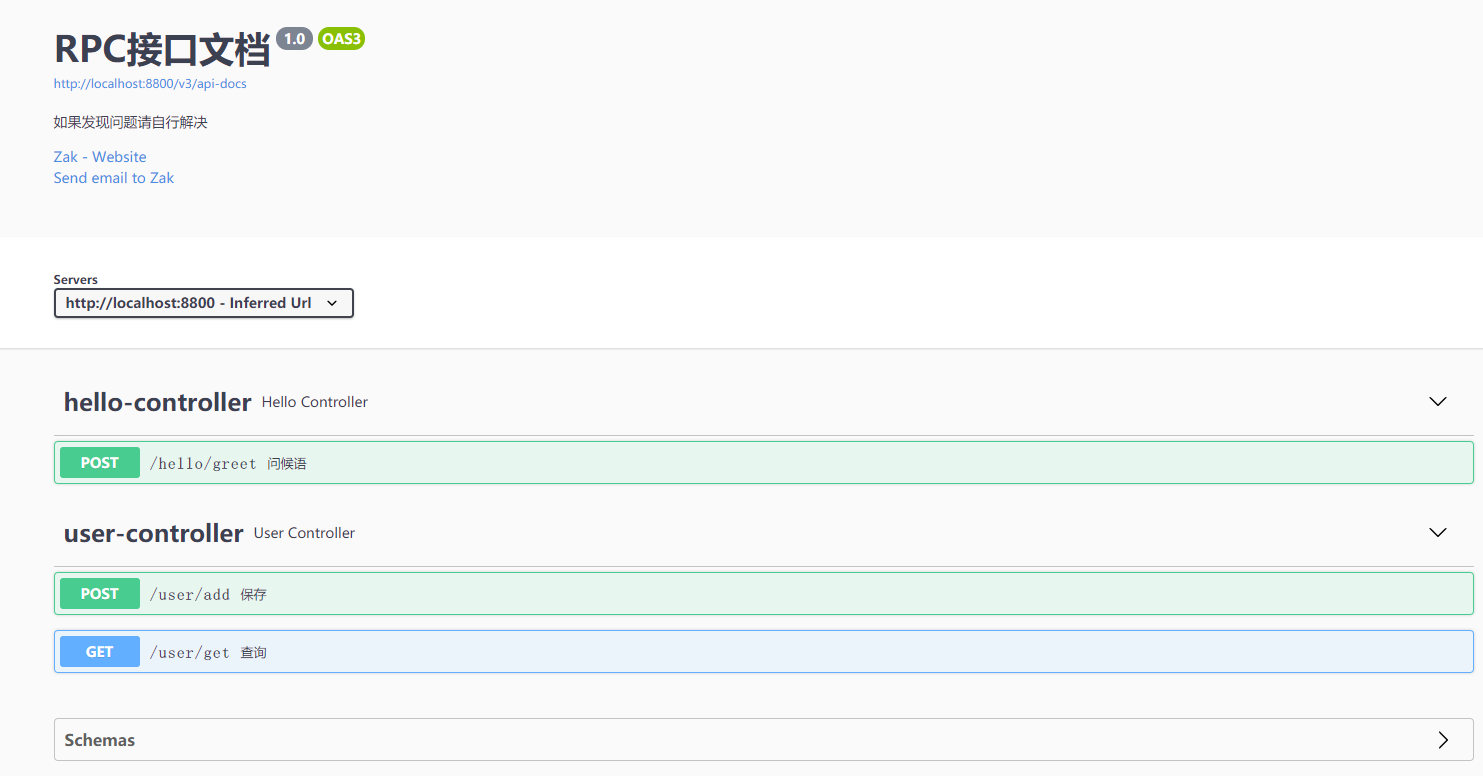 RPC接口文档 1.0 OAS3
http://localhost:8800/v3/api-docs
如果发现问题请自行解决
Zak - Website
Send email to Zak
Servers
http://localhost:8800 - Inferred Url
hello-controller Hello Controller
POST /hello/greet 问候语
user-controller User Controller
POST /user/add 保存
GET /user/get 查询
Schemas